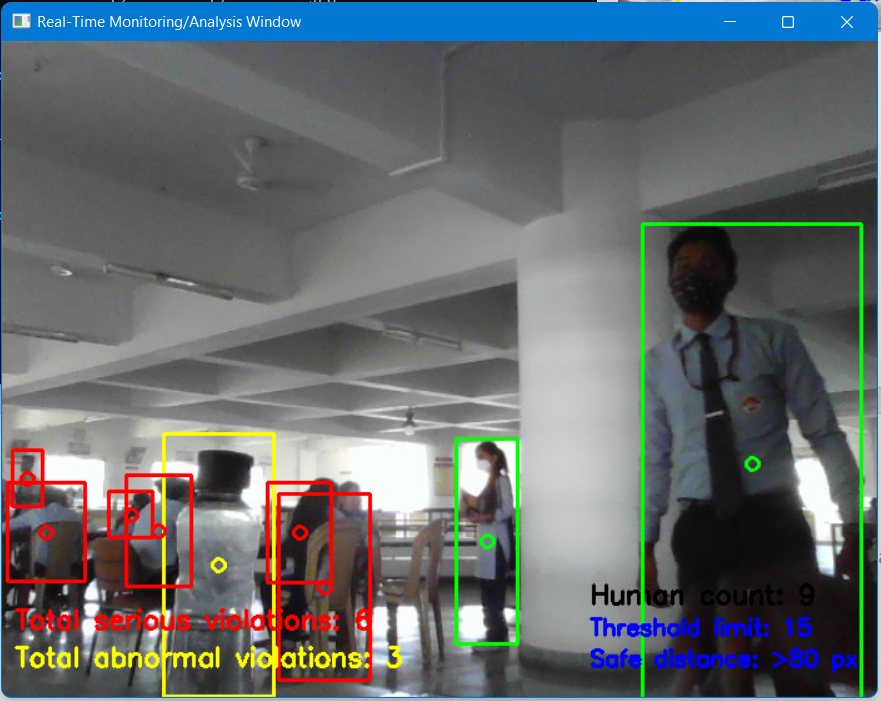 Real-Time Monitoring/Analysis Window
Total serious violations: 6
Total abnormal violations: 3
Human count: 9
Threshold limit: 15
Safe distance: >80 px